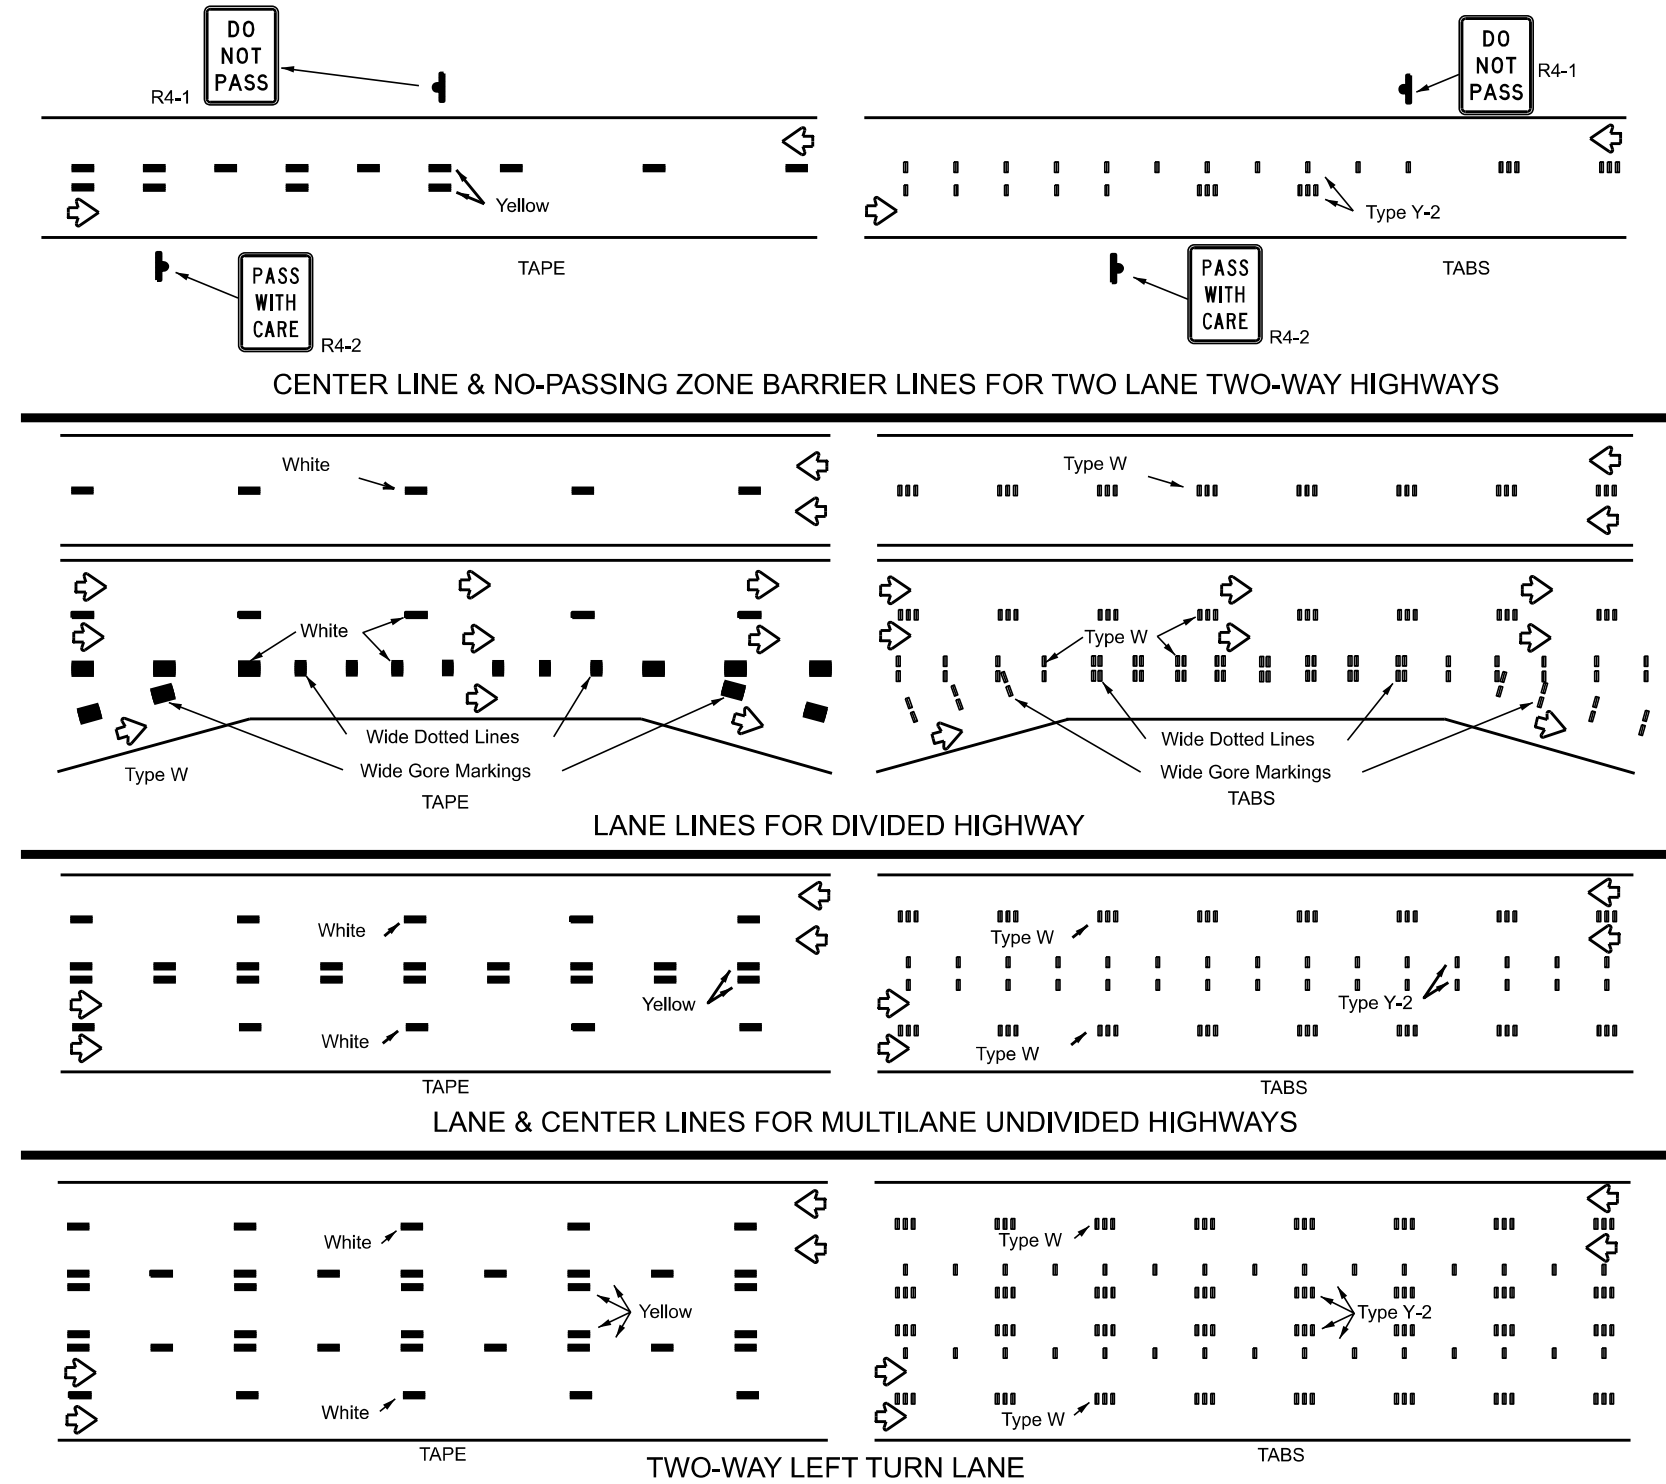 DO
NOT
PASS
R4-1
DO
NOT
PASS
R4-1
Yellow
Type Y-2
TAPE
TABS
PASS
WITH
CARE
R4-2
PASS
WITH
CARE
R4-2
CENTER LINE & NO-PASSING ZONE BARRIER LINES FOR TWO LANE TWO-WAY HIGHWAYS
White
Type W
White
Type W
Wide Dotted Lines
Wide Gore Markings
Type W
TAPE
Wide Dotted Lines
Wide Gore Markings
TABS
LANE LINES FOR DIVIDED HIGHWAY
White
Type W
Yellow
Type Y-2
White
Type W
TAPE
TABS
LANE & CENTER LINES FOR MULTILANE UNDIVIDED HIGHWAYS
White
Type W
Yellow
Type Y-2
White
Type W
TAPE
TABS
TWO-WAY LEFT TURN LANE